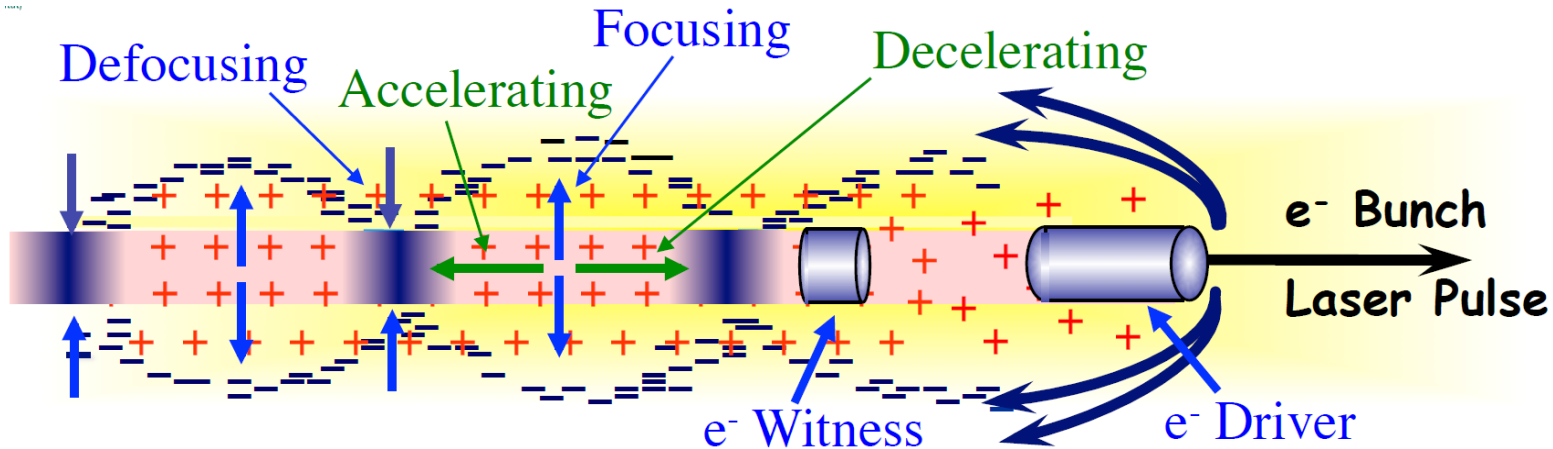 Defocusing
Accelerating
Focusing
Decelerating
e⁻ Bunch
Laser Pulse
e⁻ Witness
e⁻ Driver